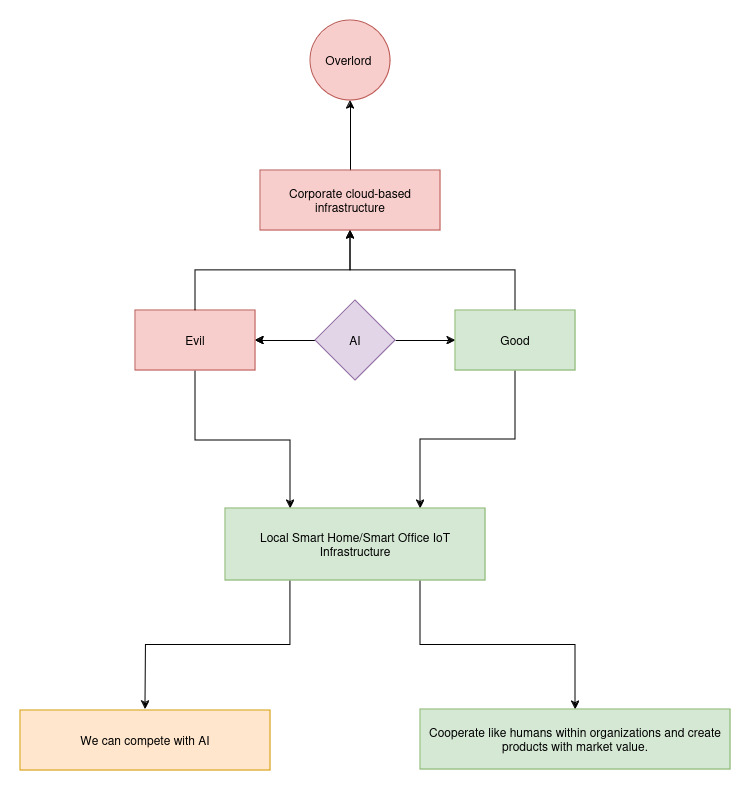 Overlord
Corporate cloud-based
infrastructure
Evil
AI
Good
Local Smart Home/Smart Office IoT
Infrastructure
We can compete with AI
Cooperate like humans within organizations and create
products with market value.